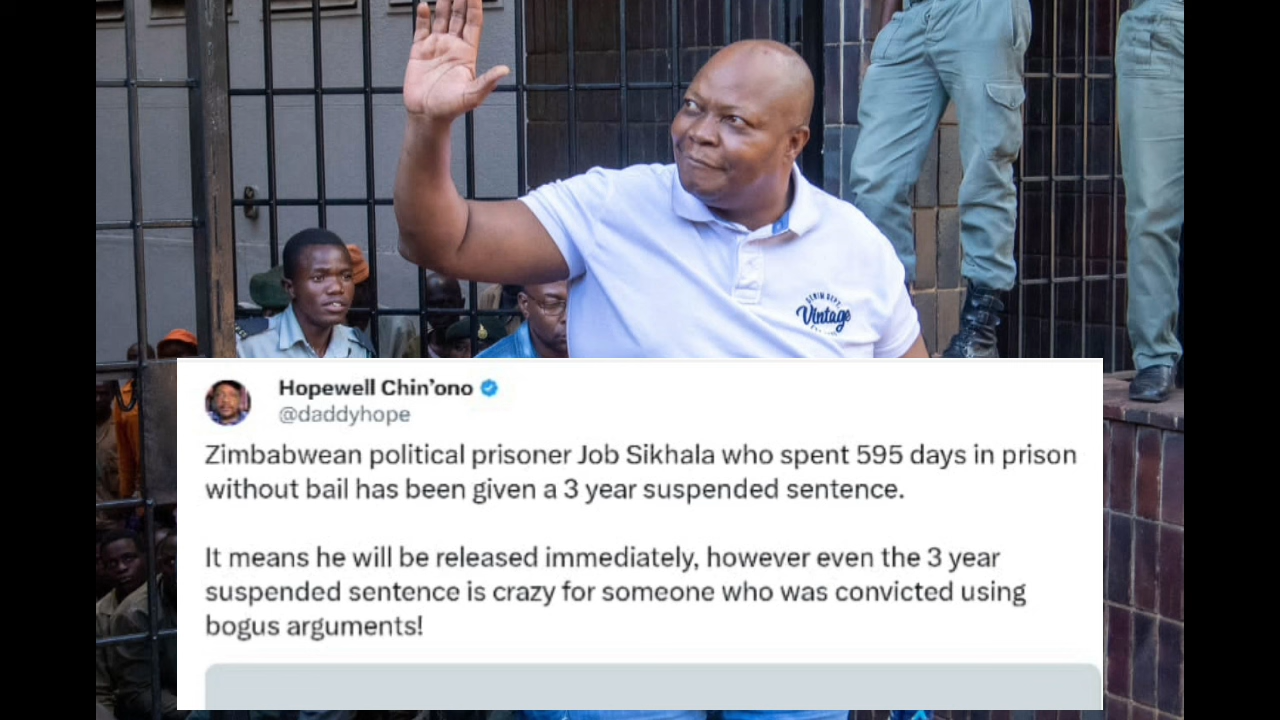 DENIM DEPT.
Vintage
Hopewell Chin'ono
@daddyhope
Zimbabwean political prisoner Job Sikhala who spent 595 days in prison
without bail has been given a 3 year suspended sentence.
It means he will be released immediately, however even the 3 year
suspended sentence is crazy for someone who was convicted using
bogus arguments!